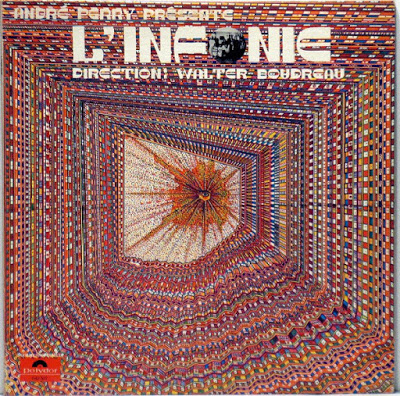 ANDRÉ PERRY PRÉSENTE
L'INFONIE
DIRECTION: WALTER BOUDREAU
Polydor